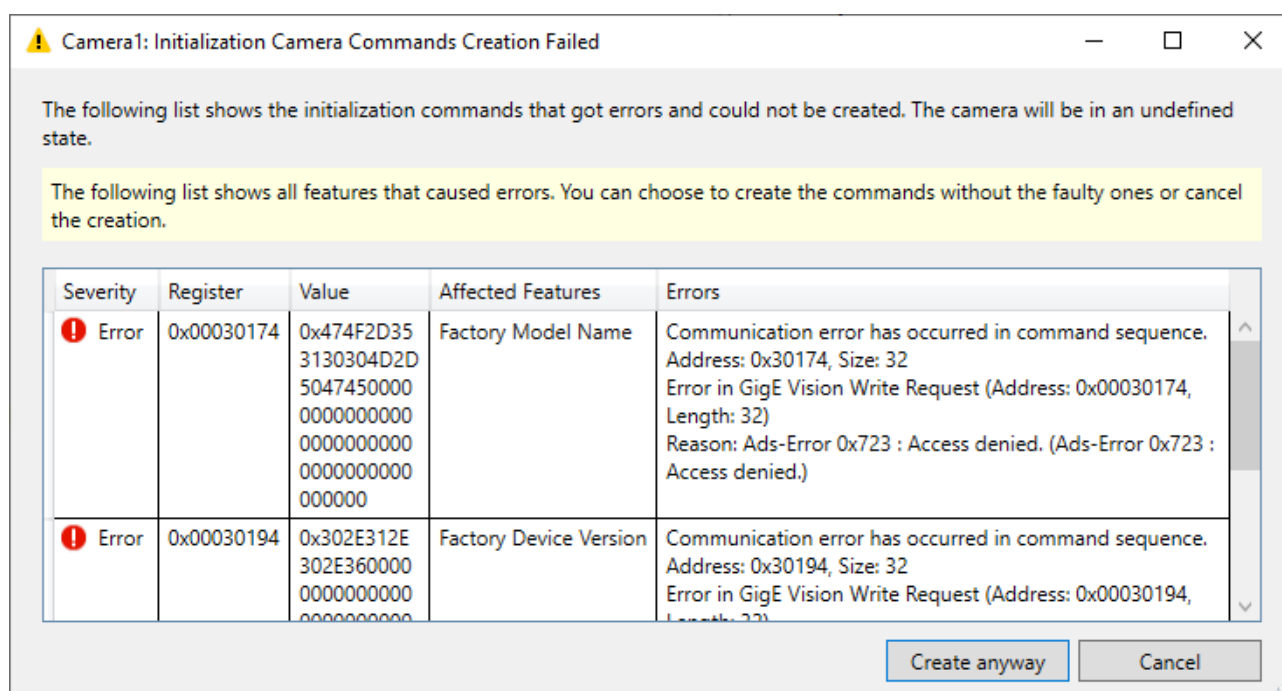 Camera1: Initialization Camera Commands Creation Failed
The following list shows the initialization commands that got errors and could not be created. The camera will be in an undefined
state.
The following list shows all features that caused errors. You can choose to create the commands without the faulty ones or cancel
the creation.
Severity Register Value Affected Features Errors
Error 0x00030174 0x474F2D35 Factory Model Name Communication error has occurred in command sequence.
3130304D2D Address: 0x30174, Size: 32
5047450000 Error in GigE Vision Write Request (Address: 0x00030174,
0000000000 Length: 32)
0000000000 Reason: Ads-Error 0x723 : Access denied. (Ads-Error 0x723 :
0000000000 Access denied.)
000000
Error 0x00030194 0x302E312E Factory Device Version Communication error has occurred in command sequence.
302E360000 Address: 0x30194, Size: 32
0000000000 Error in GigE Vision Write Request (Address: 0x00030194,
0000000000 Length: 32)
Create anyway Cancel